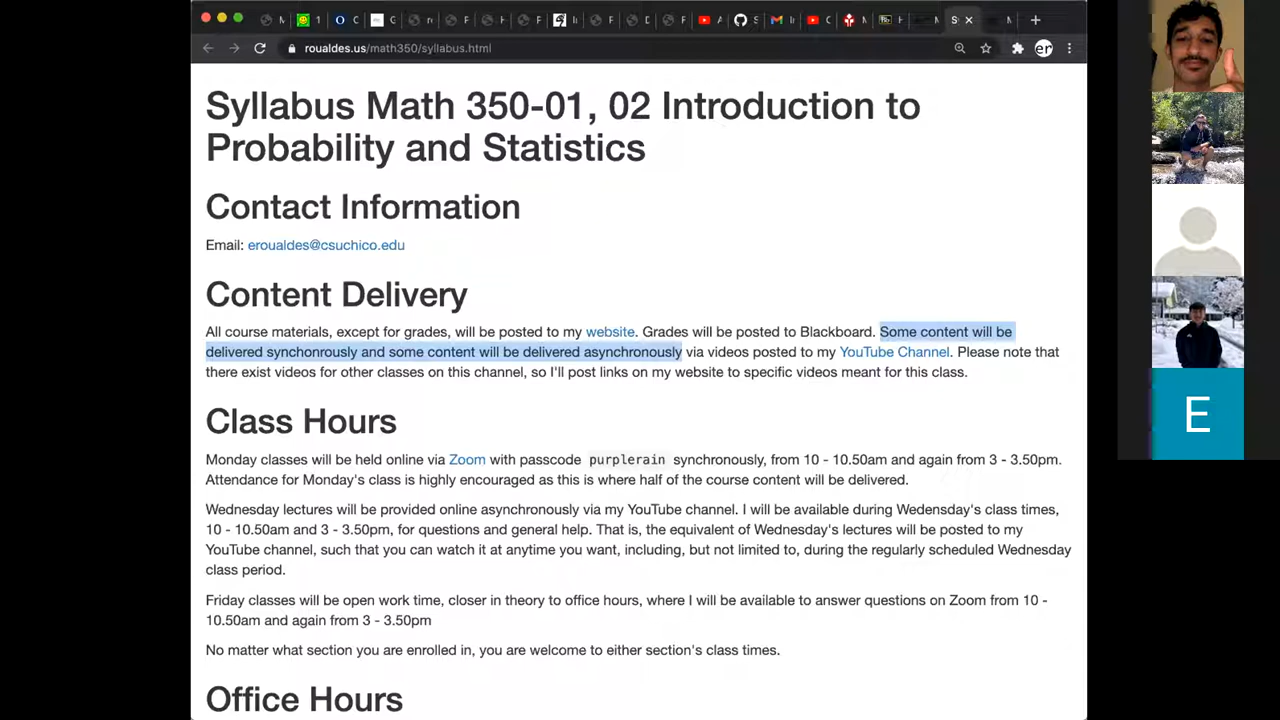 roualdes.us/math350/syllabus.html
er
Syllabus Math 350-01, 02 Introduction to
Probability and Statistics
Contact Information
Email: eroualdes@csuchico.edu
Content Delivery
All course materials, except for grades, will be posted to my website. Grades will be posted to Blackboard. Some content will be
delivered synchonrously and some content will be delivered asynchronously via videos posted to my YouTube Channel. Please note that
there exist videos for other classes on this channel, so I'll post links on my website to specific videos meant for this class.
Class Hours
Monday classes will be held online via Zoom with passcode purplerain synchronously, from 10 - 10.50am and again from 3 - 3.50pm.
Attendance for Monday's class is highly encouraged as this is where half of the course content will be delivered.
Wednesday lectures will be provided online asynchronously via my YouTube channel. I will be available during Wedensday's class times,
10 - 10.50am and 3 - 3.50pm, for questions and general help. That is, the equivalent of Wednesday's lectures will be posted to my
YouTube channel, such that you can watch it at anytime you want, including, but not limited to, during the regularly scheduled Wednesday
class period.
Friday classes will be open work time, closer in theory to office hours, where I will be available to answer questions on Zoom from 10 -
10.50am and again from 3 - 3.50pm
No matter what section you are enrolled in, you are welcome to either section's class times.
Office Hours
E